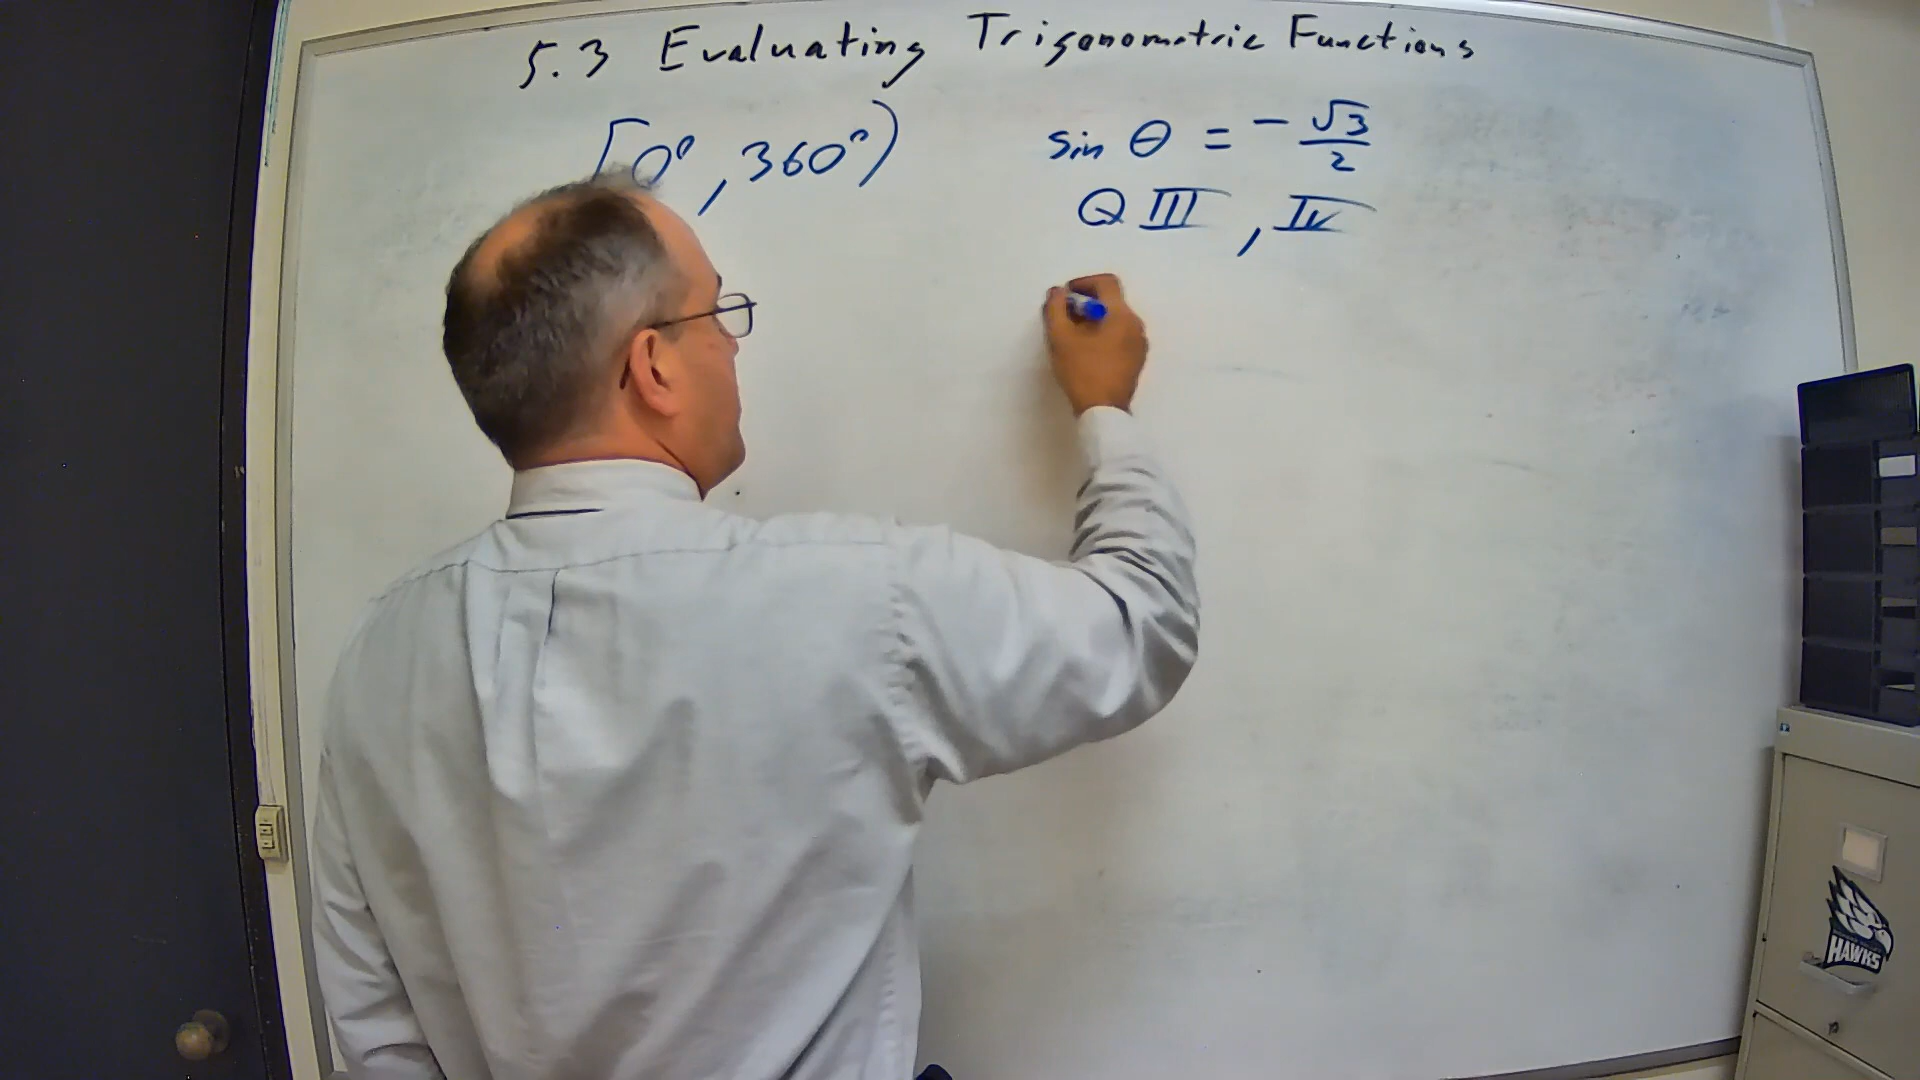 5.3 Evaluating Trigonometric Functions
[0°, 360°)
sin θ = - √3/2
Q III, IV
HAWKS